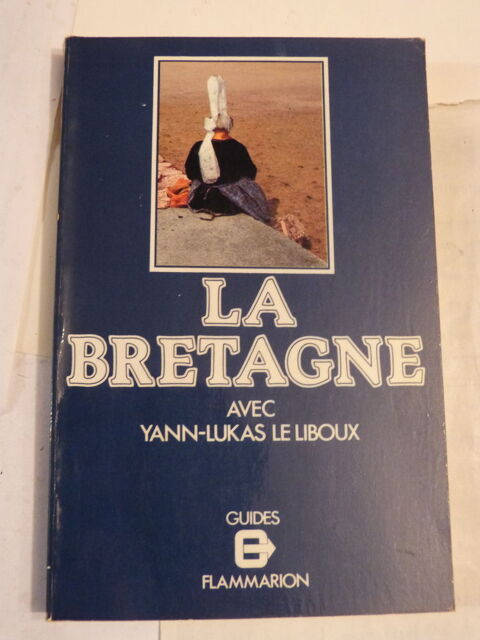 LA
BRETAGNE
AVEC
YANN-LUKAS LE LIBOUX
GUIDES
FLAMMARION